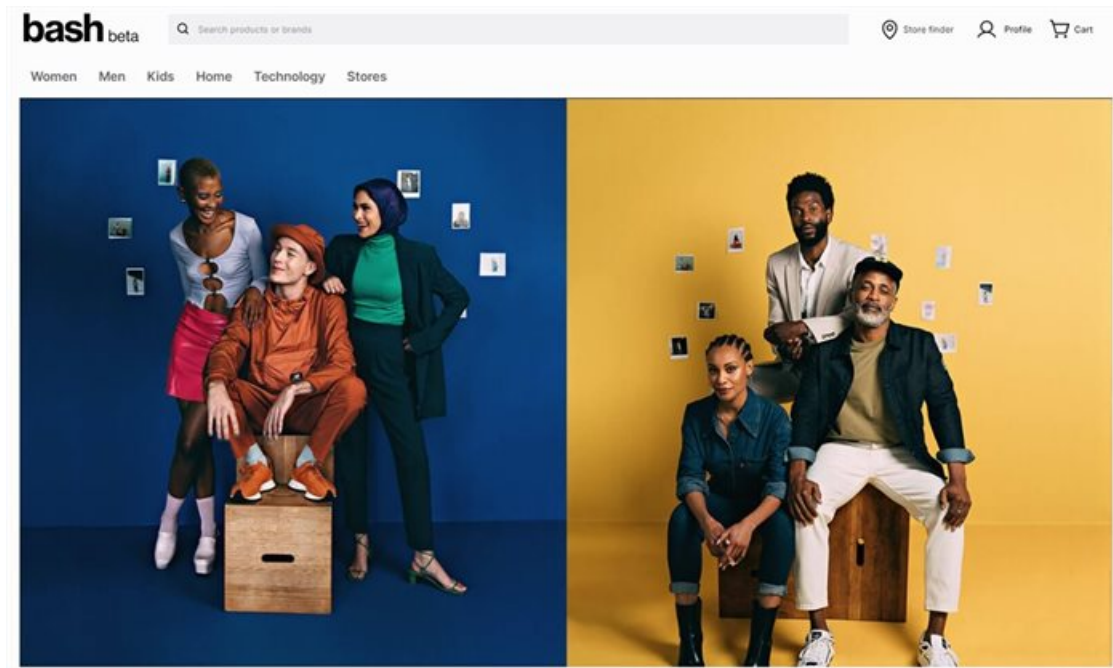 bash beta
Search products or brands
Store finder
Profile
Cart
Women Men Kids Home Technology Stores